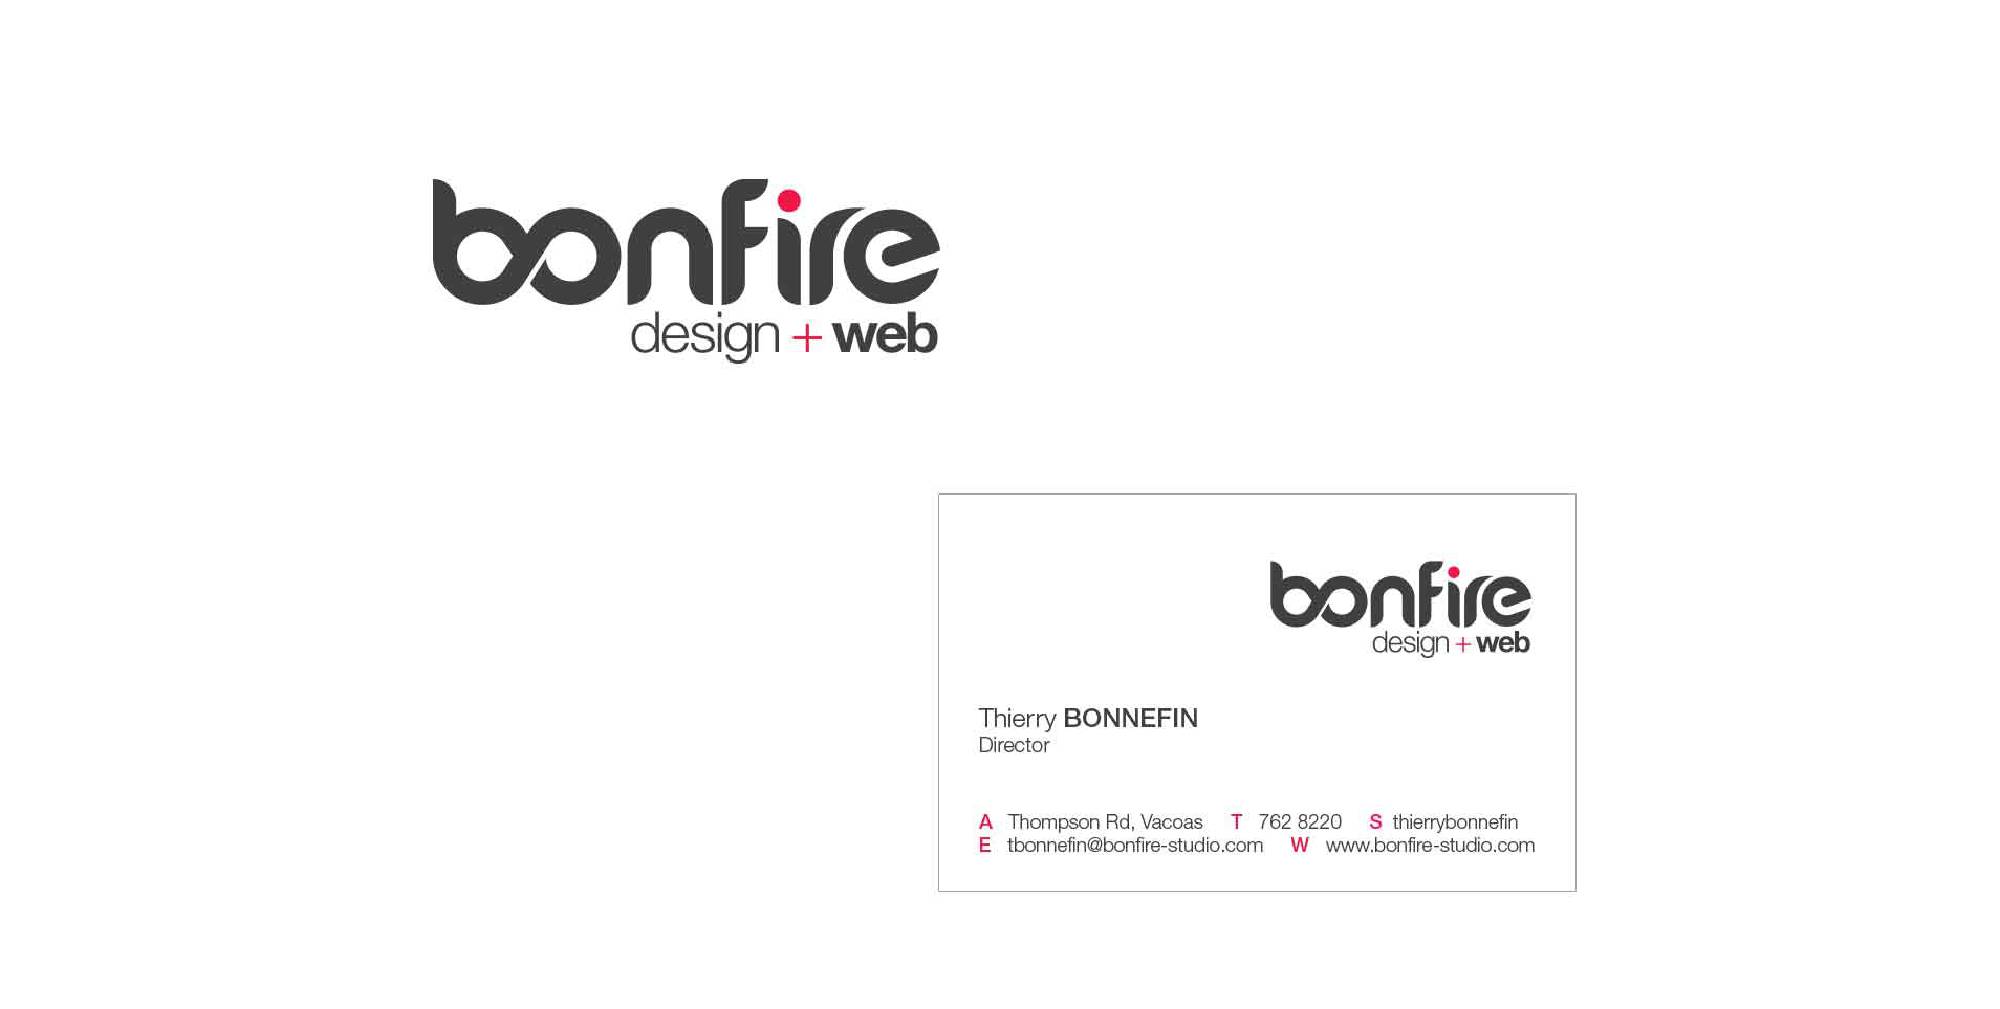 bonfire
design + web
bonfire
design + web
Thierry BONNEFIN
Director
A Thompson Rd, Vacoas T 762 8220 S thierrybonnefin
E tbonnefin@bonfire-studio.com W www.bonfire-studio.com